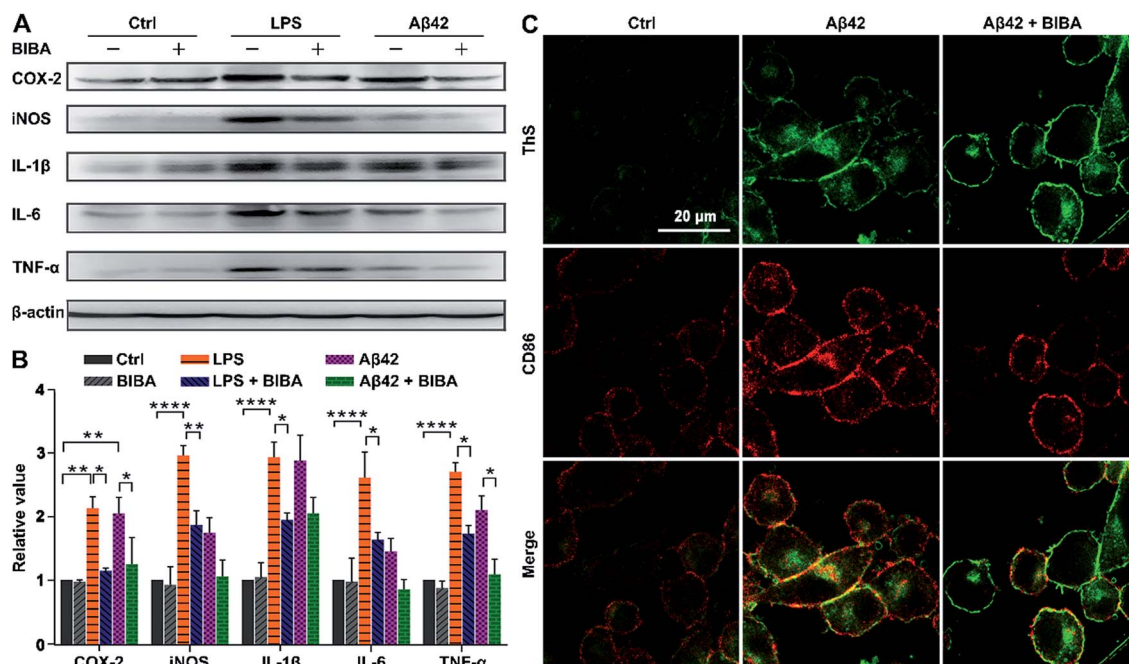 A
Ctrl LPS Aβ42
BIBA − + − + − +
COX-2
iNOS
IL-1β
IL-6
TNF-α
β-actin
B
Ctrl LPS Aβ42
BIBA LPS + BIBA Aβ42 + BIBA
Relative value
4
3
2
1
0
**** **** **** ****
** ** * * * *
** * * *
COX-2 iNOS IL-1β IL-6 TNF-α
C
Ctrl Aβ42 Aβ42 + BIBA
ThS
20 μm
CD86
Merge